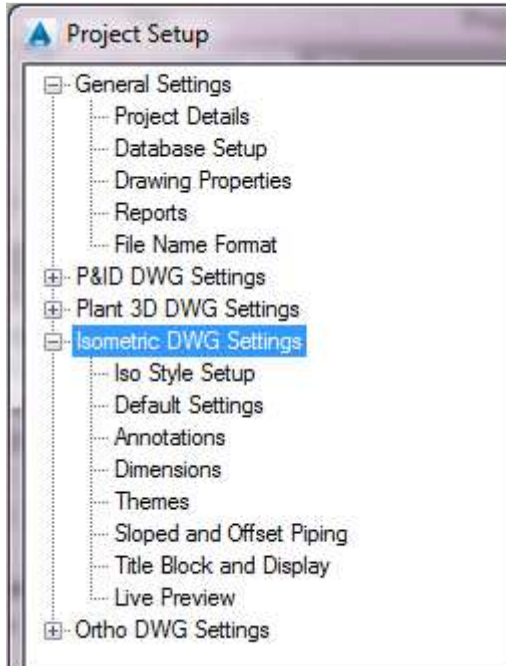 Project Setup
General Settings
Project Details
Database Setup
Drawing Properties
Reports
File Name Format
P&ID DWG Settings
Plant 3D DWG Settings
Isometric DWG Settings
Iso Style Setup
Default Settings
Annotations
Dimensions
Themes
Sloped and Offset Piping
Title Block and Display
Live Preview
Ortho DWG Settings